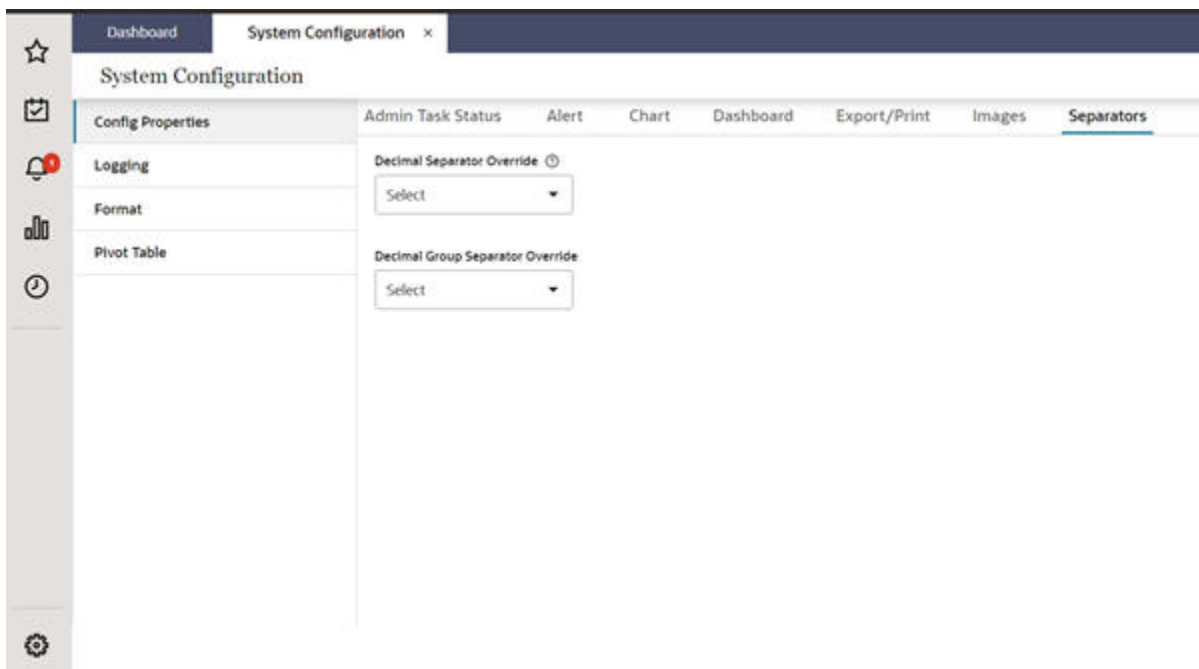 Dashboard
System Configuration ×
System Configuration
Config Properties
Logging
Format
Pivot Table
Admin Task Status Alert Chart Dashboard Export/Print Images Separators
Decimal Separator Override
Select
Decimal Group Separator Override
Select